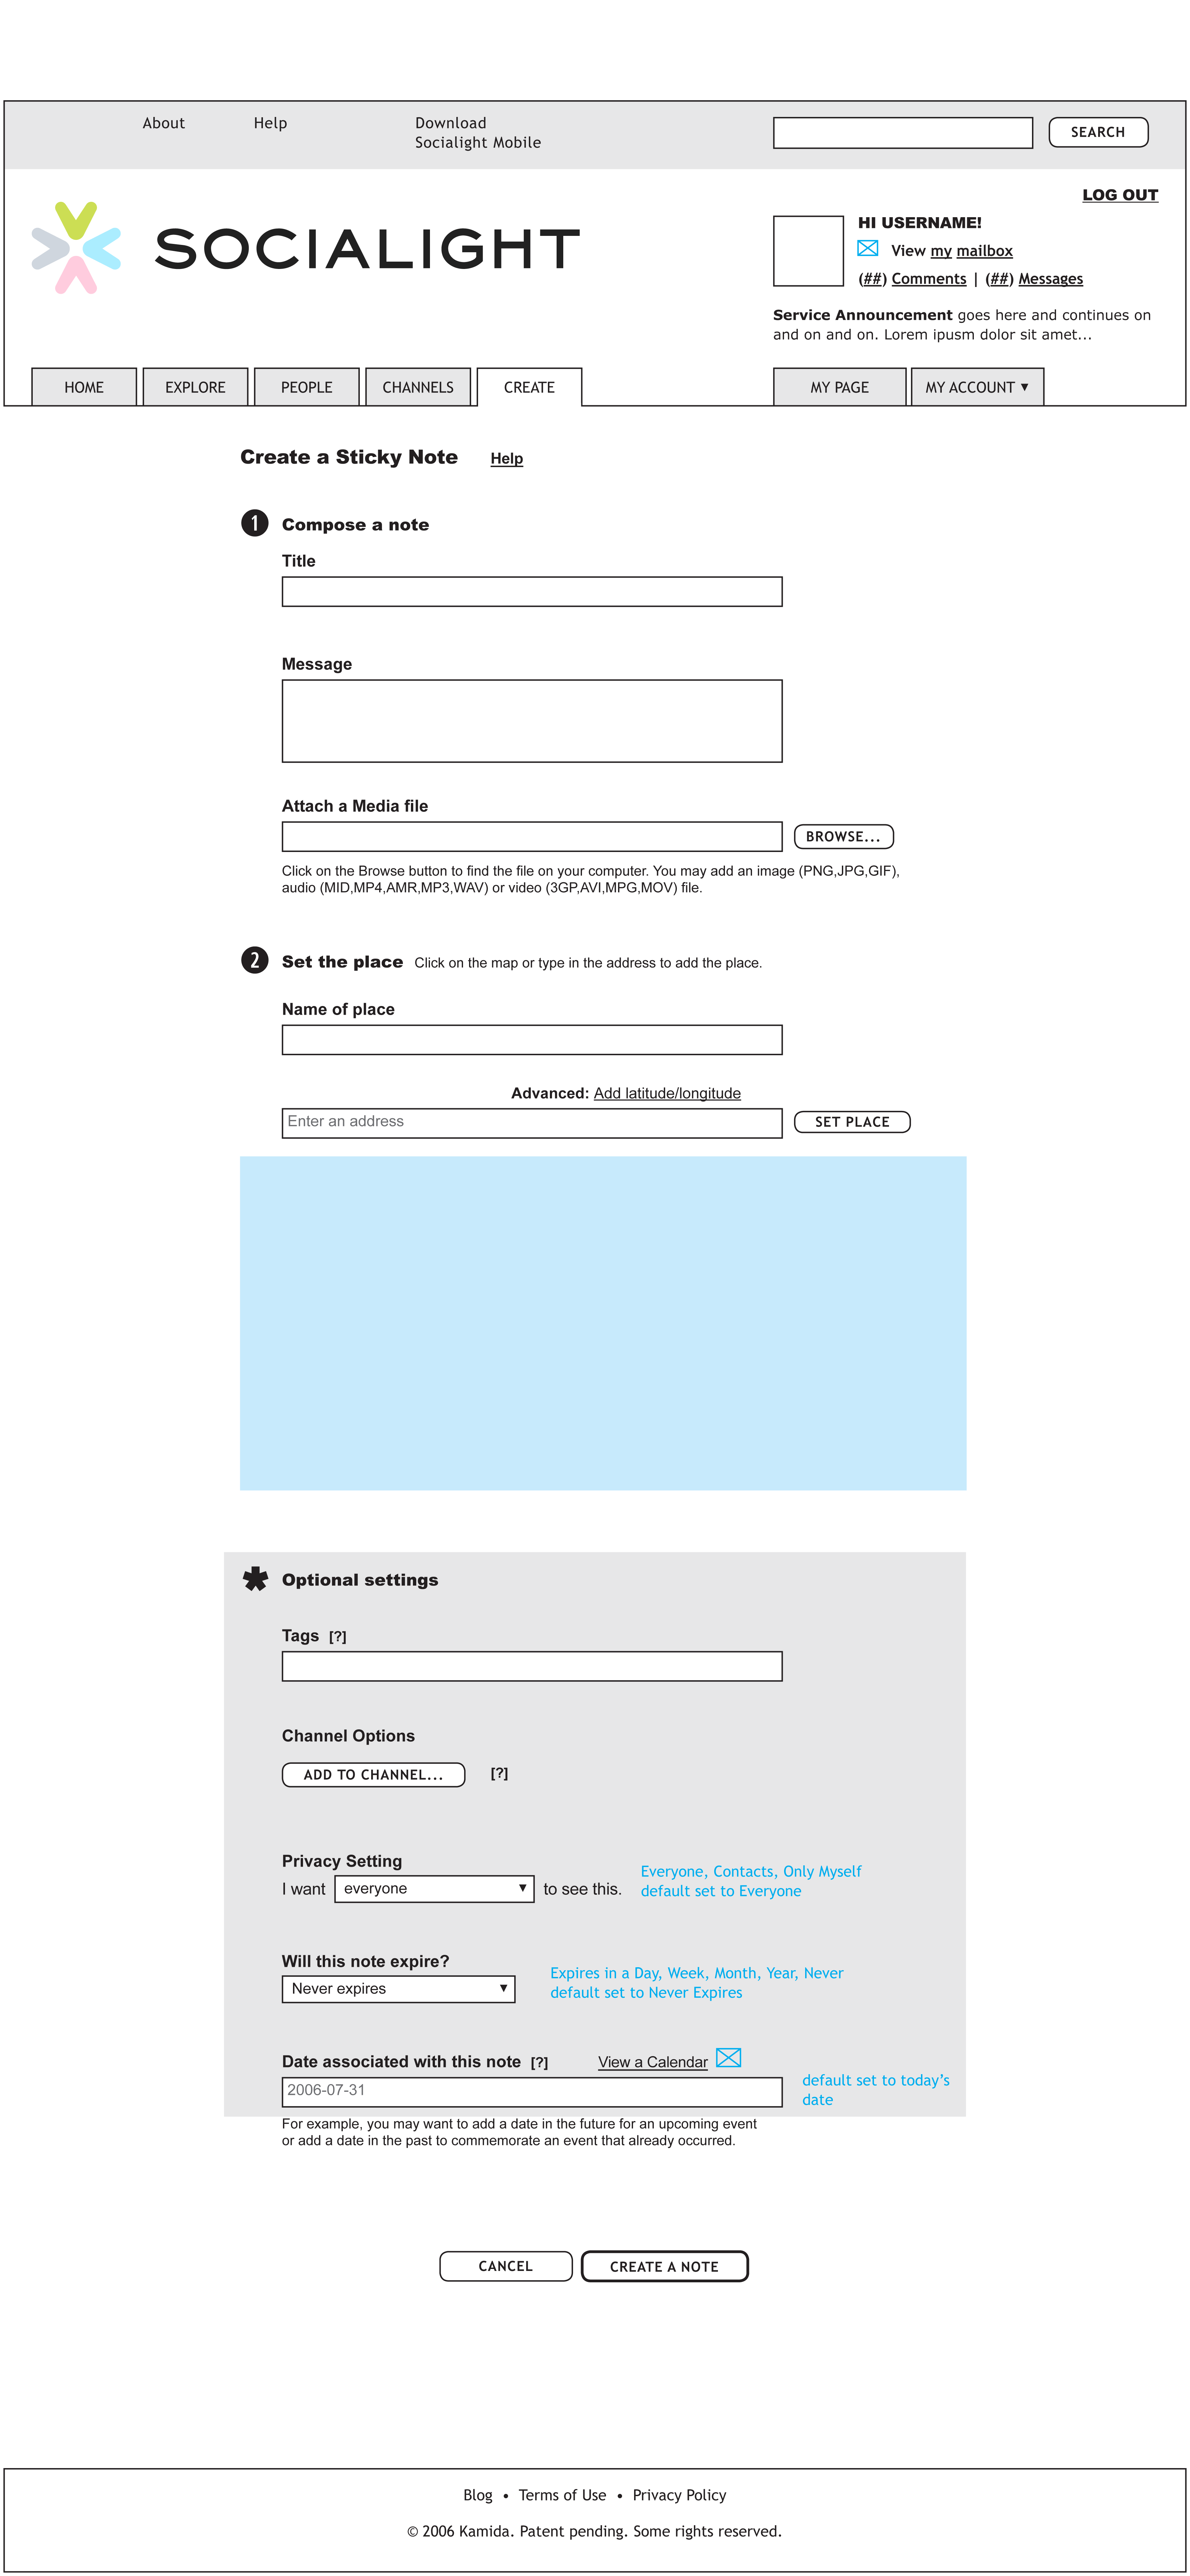 About Help Download
Socialight Mobile
SEARCH
LOG OUT
SOCIALIGHT
HI USERNAME!
View my mailbox
(##) Comments | (##) Messages
Service Announcement goes here and continues on
and on and on. Lorem ipusm dolor sit amet...
HOME EXPLORE PEOPLE CHANNELS CREATE MY PAGE MY ACCOUNT ▼
Create a Sticky Note Help
1 Compose a note
Title
Message
Attach a Media file
BROWSE...
Click on the Browse button to find the file on your computer. You may add an image (PNG,JPG,GIF),
audio (MID,MP4,AMR,MP3,WAV) or video (3GP,AVI,MPG,MOV) file.
2 Set the place Click on the map or type in the address to add the place.
Name of place
Advanced: Add latitude/longitude
Enter an address SET PLACE
* Optional settings
Tags [?]
Channel Options
ADD TO CHANNEL... [?]
Privacy Setting
I want everyone ▼ to see this.
Everyone, Contacts, Only Myself
default set to Everyone
Will this note expire?
Never expires ▼
Expires in a Day, Week, Month, Year, Never
default set to Never Expires
Date associated with this note [?] View a Calendar
2006-07-31
default set to today's
date
For example, you may want to add a date in the future for an upcoming event
or add a date in the past to commemorate an event that already occurred.
CANCEL CREATE A NOTE
Blog • Terms of Use • Privacy Policy
© 2006 Kamida. Patent pending. Some rights reserved.